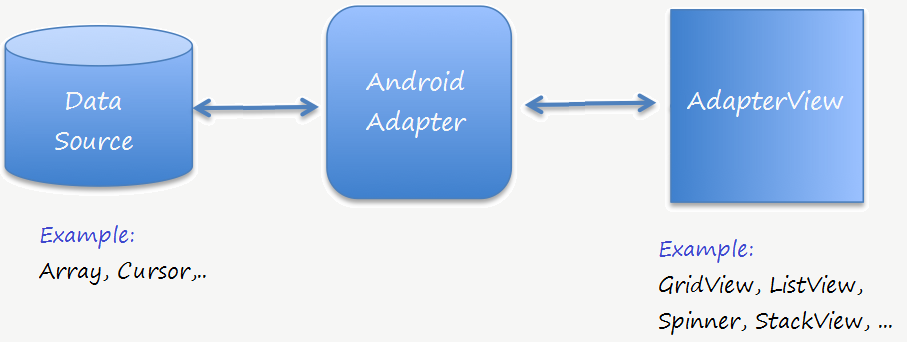 Data
Source
Android
Adapter
AdapterView
Example:
Array, Cursor,..
Example:
GridView, ListView,
Spinner, StackView, ...